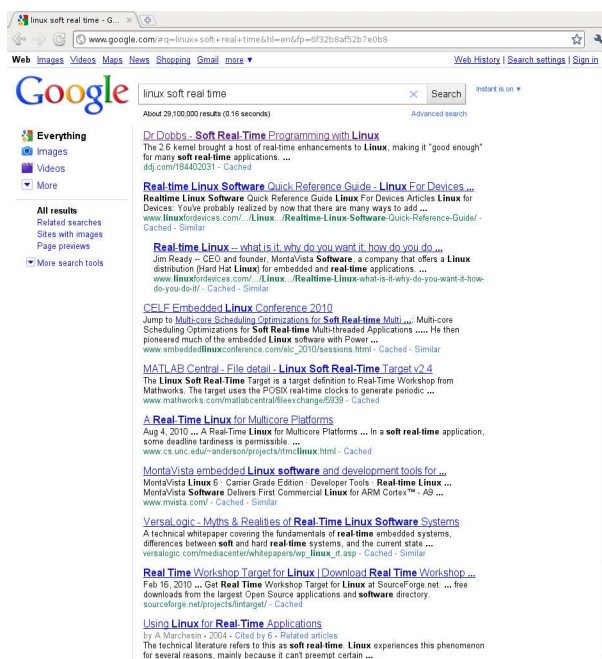 linux soft real time - G...
www.google.com/#q=linux+soft+real+time&hl=en&fp=6f32b8af52b7e0b8
Web Images Videos Maps News Shopping Gmail more ▼ Web History | Search settings | Sign in
Google
linux soft real time × Search Instant is on ▼
About 29,100,000 results (0.16 seconds) Advanced search
Everything
Images
Videos
More
All results
Related searches
Sites with images
Page previews
More search tools
Dr Dobbs - Soft Real-Time Programming with Linux
The 2.6 kernel brought a host of real-time enhancements to Linux, making it "good enough"
for many soft real-time applications. ...
ddj.com/184402031 - Cached
Real-time Linux Software Quick Reference Guide - Linux For Devices ...
Realtime Linux Software Quick Reference Guide Linux For Devices Articles Linux for
Devices: You've probably realized by now that there are many ways to add ...
www.linuxfordevices.com/.../Linux.../Realtime-Linux-Software-Quick-Reference-Guide/ -
Cached - Similar
Real-time Linux -- what is it, why do you want it, how do you do ...
Jim Ready -- CEO and founder, MontaVista Software, a company that offers a Linux
distribution (Hard Hat Linux) for embedded and real-time applications. ...
www.linuxfordevices.com/.../Linux.../Realtime-Linux-what-is-it-why-do-you-want-it-how-
do-you-do-it/ - Cached - Similar
CELF Embedded Linux Conference 2010
Jump to Multi-core Scheduling Optimizations for Soft Real-time Multi ...: Multi-core
Scheduling Optimizations for Soft Real-time Multi-threaded Applications ..... He then
pioneered much of the embedded Linux software with Power ...
www.embeddedlinuxconference.com/elc_2010/sessions.html - Cached - Similar
MATLAB Central - File detail - Linux Soft Real-Time Target v2.4
The Linux Soft Real-Time Target is a target definition to Real-Time Workshop from
Mathworks. The target uses the POSIX real-time clocks to generate periodic ...
www.mathworks.com/matlabcentral/fileexchange/5939 - Cached
A Real-Time Linux for Multicore Platforms
Aug 4, 2010 ... A Real-Tims Linux for Multicore Platforms ... In a soft real-time application,
some deadline tardiness is permissible. ...
www.cs.unc.edu/~anderson/projects/rtmclinux.html - Cached
MontaVista embedded Linux software and development tools for ...
MontaVista Linux 6 · Carrier Grade Edition · Developer Tools · Real-time Linux ...
MontaVista Software Delivers First Commercial Linux for ARM Cortex™ - A9 ...
www.mvista.com/ - Cached - Similar
VersaLogic - Myths & Realities of Real-Time Linux Software Systems
A technical whitepaper covering the fundamentals of real-time embedded systems,
differences between soft and hard real-time systems, and the current state ...
versalogic.com/mediacenter/whitepapers/wp_linux_rt.asp - Cached - Similar
Real Time Workshop Target for Linux | Download Real Time Workshop ...
Feb 16, 2010 ... Get Real Time Workshop Target for Linux at SourceForge.net. ... free
downloads from the largest Open Source applications and software directory.
sourceforge.net/projects/lintarget/ - Cached
Using Linux for Real-Time Applications
by A Marchesin - 2004 - Cited by 6 - Related articles
The technical literature refers to this as soft real-time. Linux experiences this phenomenon
for several reasons, mainly because it can't preempt certain ...